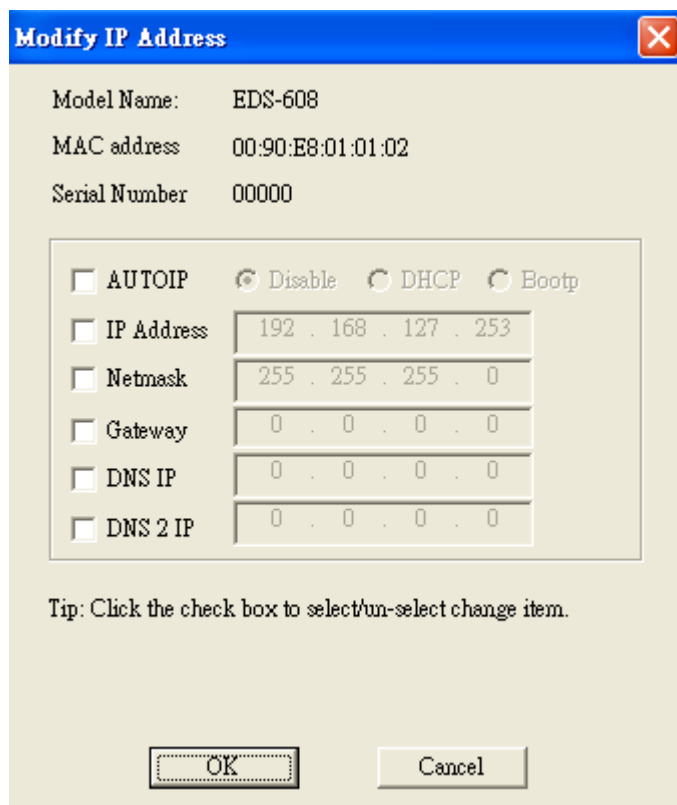 Modify IP Address
Model Name: EDS-608
MAC address 00:90:E8:01:01:02
Serial Number 00000
AUTOIP Disable DHCP Bootp
IP Address 192 . 168 . 127 . 253
Netmask 255 . 255 . 255 . 0
Gateway 0 . 0 . 0 . 0
DNS IP 0 . 0 . 0 . 0
DNS 2 IP 0 . 0 . 0 . 0
Tip: Click the check box to select/un-select change item.
OK Cancel